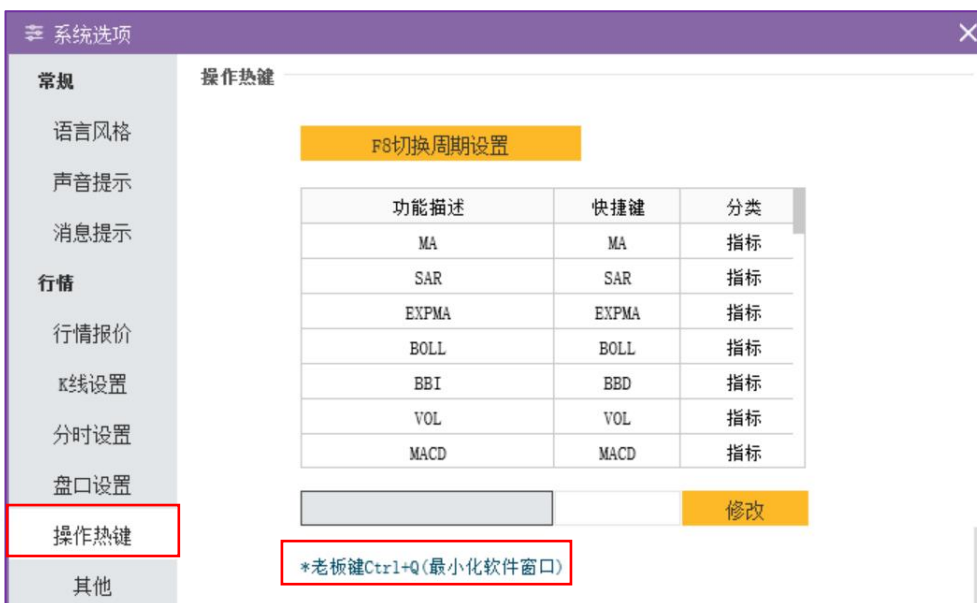 系统选项
常规
语言风格
声音提示
消息提示
行情
行情报价
K线设置
分时设置
盘口设置
操作热键
其他
操作热键
F8切换周期设置
功能描述 快捷键 分类
MA MA 指标
SAR SAR 指标
EXPMA EXPMA 指标
BOLL BOLL 指标
BBI BBD 指标
VOL VOL 指标
MACD MACD 指标
修改
*老板键Ctrl+Q(最小化软件窗口)